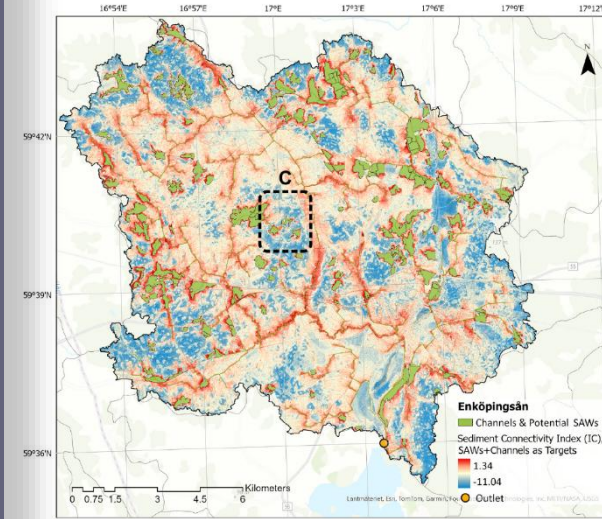 16°54'E 16°57'E 17°0'E 17°3'E 17°6'E 17°9'E 17°12'E
N
59°42'N
C
59°39'N
59°36'N
Enköpingsån
Channels & Potential SAWs
Sediment Connectivity Index (IC),
SAWs+Channels as Targets
1.34
-11.04
Outlet
Kilometers
0 0.75 1.5 3 4.5 6
Lantmäteriet, Esri, TomTom, Garmin,